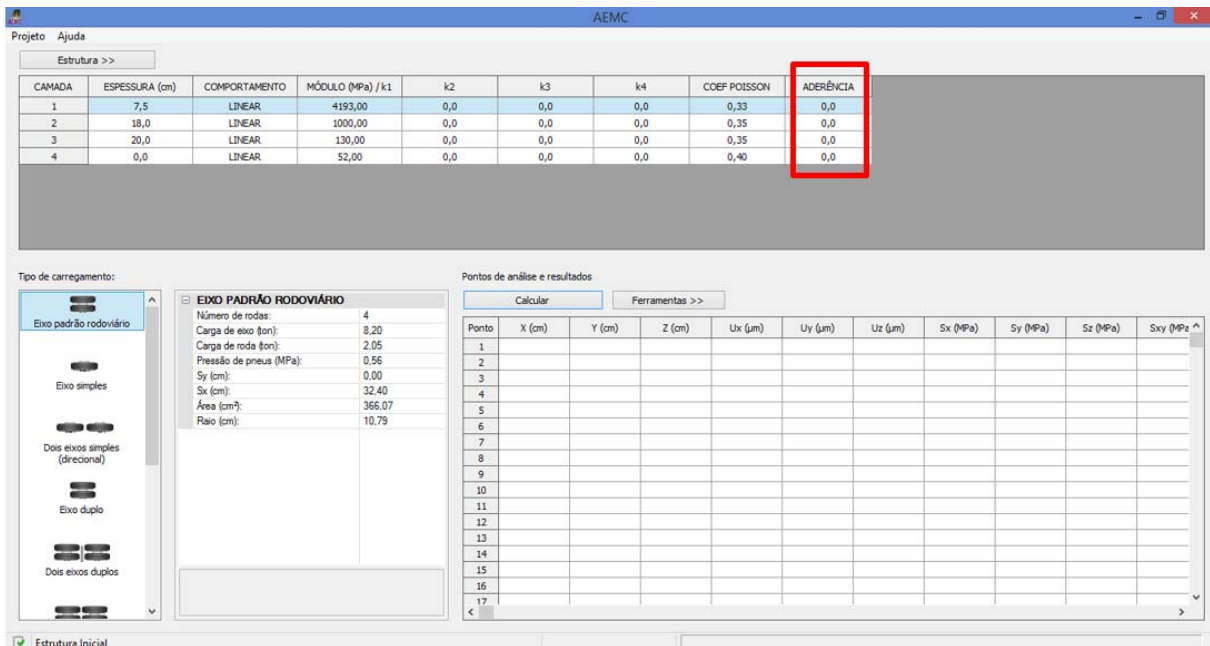 AEMC
Projeto Ajuda
Estrutura >>
CAMADA ESPESSURA (cm) COMPORTAMENTO MÓDULO (MPa) / k1 k2 k3 k4 COEF POISSON ADERÊNCIA
1 7,5 LINEAR 4193,00 0,0 0,0 0,0 0,33 0,0
2 18,0 LINEAR 1000,00 0,0 0,0 0,0 0,35 0,0
3 20,0 LINEAR 130,00 0,0 0,0 0,0 0,35 0,0
4 0,0 LINEAR 52,00 0,0 0,0 0,0 0,40 0,0
Tipo de carregamento:
Eixo padrão rodoviário
Eixo simples
Dois eixos simples
(direcional)
Eixo duplo
Dois eixos duplos
EIXO PADRÃO RODOVIÁRIO
Número de rodas: 4
Carga de eixo (ton): 8,20
Carga de roda (ton): 2,05
Pressão de pneus (MPa): 0,56
Sy (cm): 0,00
Sx (cm): 32,40
Área (cm²): 366,07
Raio (cm): 10,79
Pontos de análise e resultados
Calcular Ferramentas >>
Ponto X (cm) Y (cm) Z (cm) Ux (μm) Uy (μm) Uz (μm) Sx (MPa) Sy (MPa) Sz (MPa) Sxy (MPa
1
2
3
4
5
6
7
8
9
10
11
12
13
14
15
16
17
Estrutura Inicial